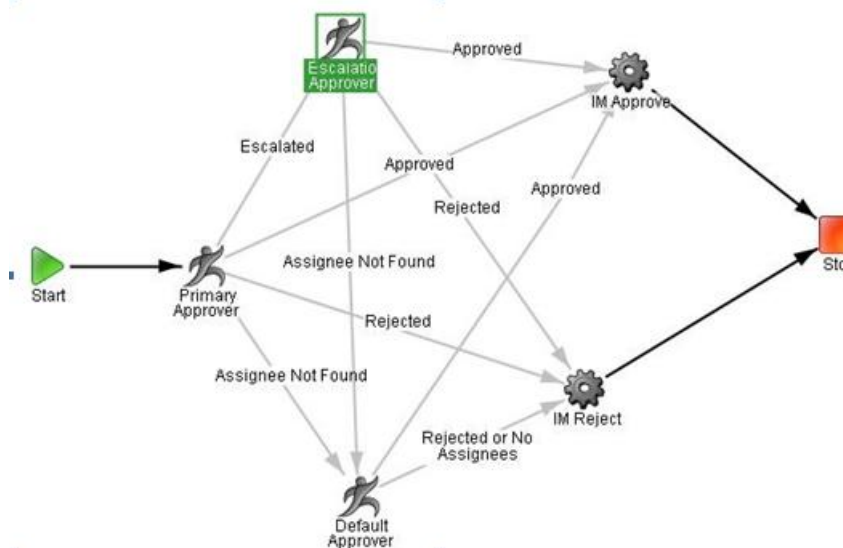 Escalatio
Approver
Approved
IM Approve
Escalated
Approved
Approved
Rejected
Start
Primary
Approver
Assignee Not Found
Sto
Rejected
Assignee Not Found
IM Reject
Rejected or No
Assignees
Default
Approver